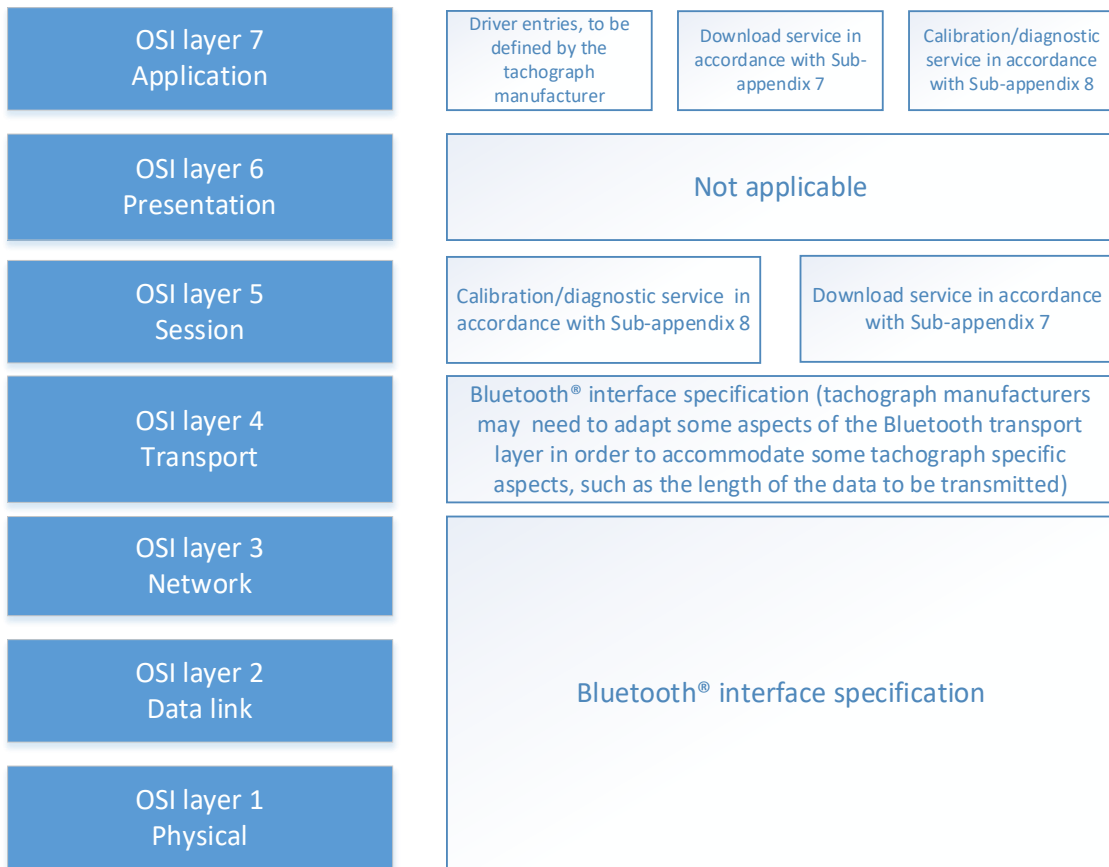 OSI layer 7
Application
Driver entries, to be
defined by the
tachograph
manufacturer
Download service in
accordance with Sub-
appendix 7
Calibration/diagnostic
service in accordance
with Sub-appendix 8
OSI layer 6
Presentation
Not applicable
OSI layer 5
Session
Calibration/diagnostic service in
accordance with Sub-appendix 8
Download service in accordance
with Sub-appendix 7
OSI layer 4
Transport
Bluetooth® interface specification (tachograph manufacturers
may need to adapt some aspects of the Bluetooth transport
layer in order to accommodate some tachograph specific
aspects, such as the length of the data to be transmitted)
OSI layer 3
Network
OSI layer 2
Data link
Bluetooth® interface specification
OSI layer 1
Physical